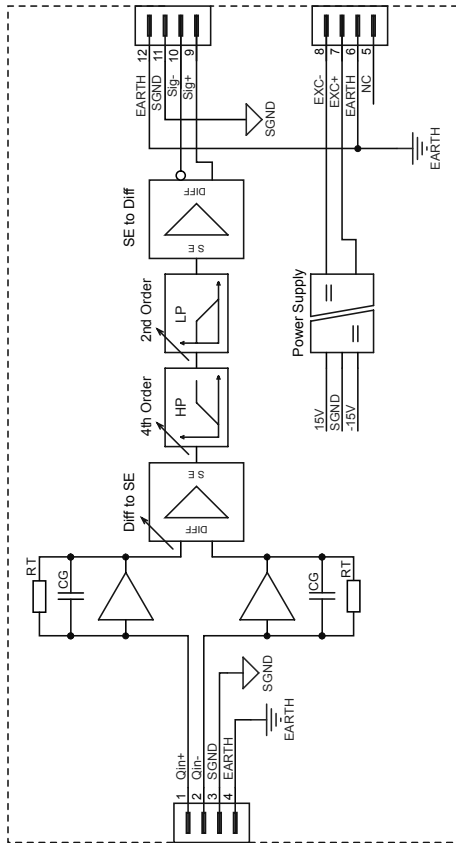 RT
CG
Diff to SE
DIFF
SE
4th Order
HP
2nd Order
LP
SE to Diff
SE
DIFF
EARTH 12
SGND 11
Sig- 10
Sig+ 9
SGND
1 Qin+
2 Qin-
3 SGND
4 EARTH
SGND
EARTH
CG
RT
15V
SGND
-15V
Power Supply
EXC- 8
EXC+ 7
EARTH 6
NC 5
EARTH